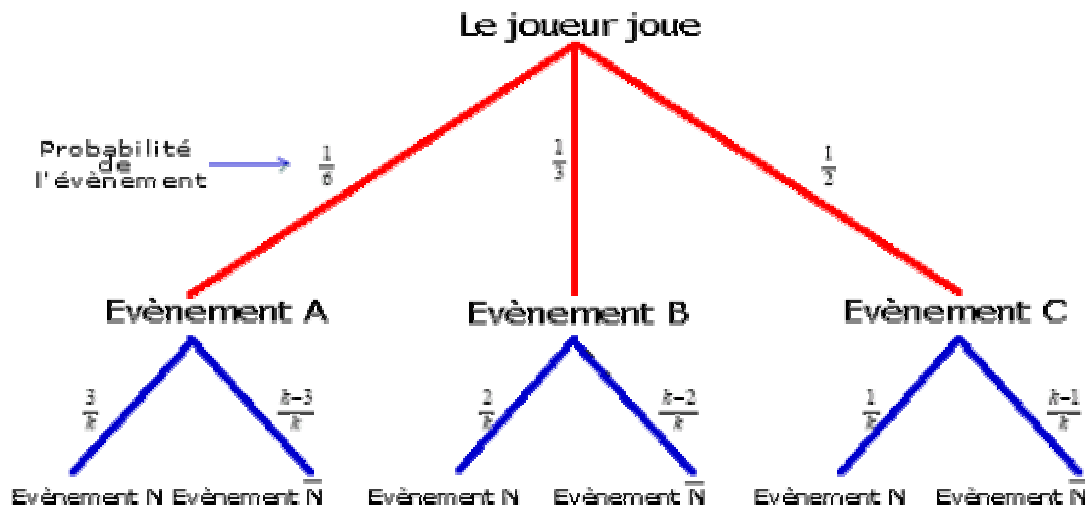 Le joueur joue
Probabilité
de
l'évènement
1/6
1/3
1/2
Evènement A
Evènement B
Evènement C
3/k
k-3/k
2/k
k-2/k
1/k
k-1/k
Evènement N
Evènement N̅
Evènement N
Evènement N̅
Evènement N
Evènement N̅